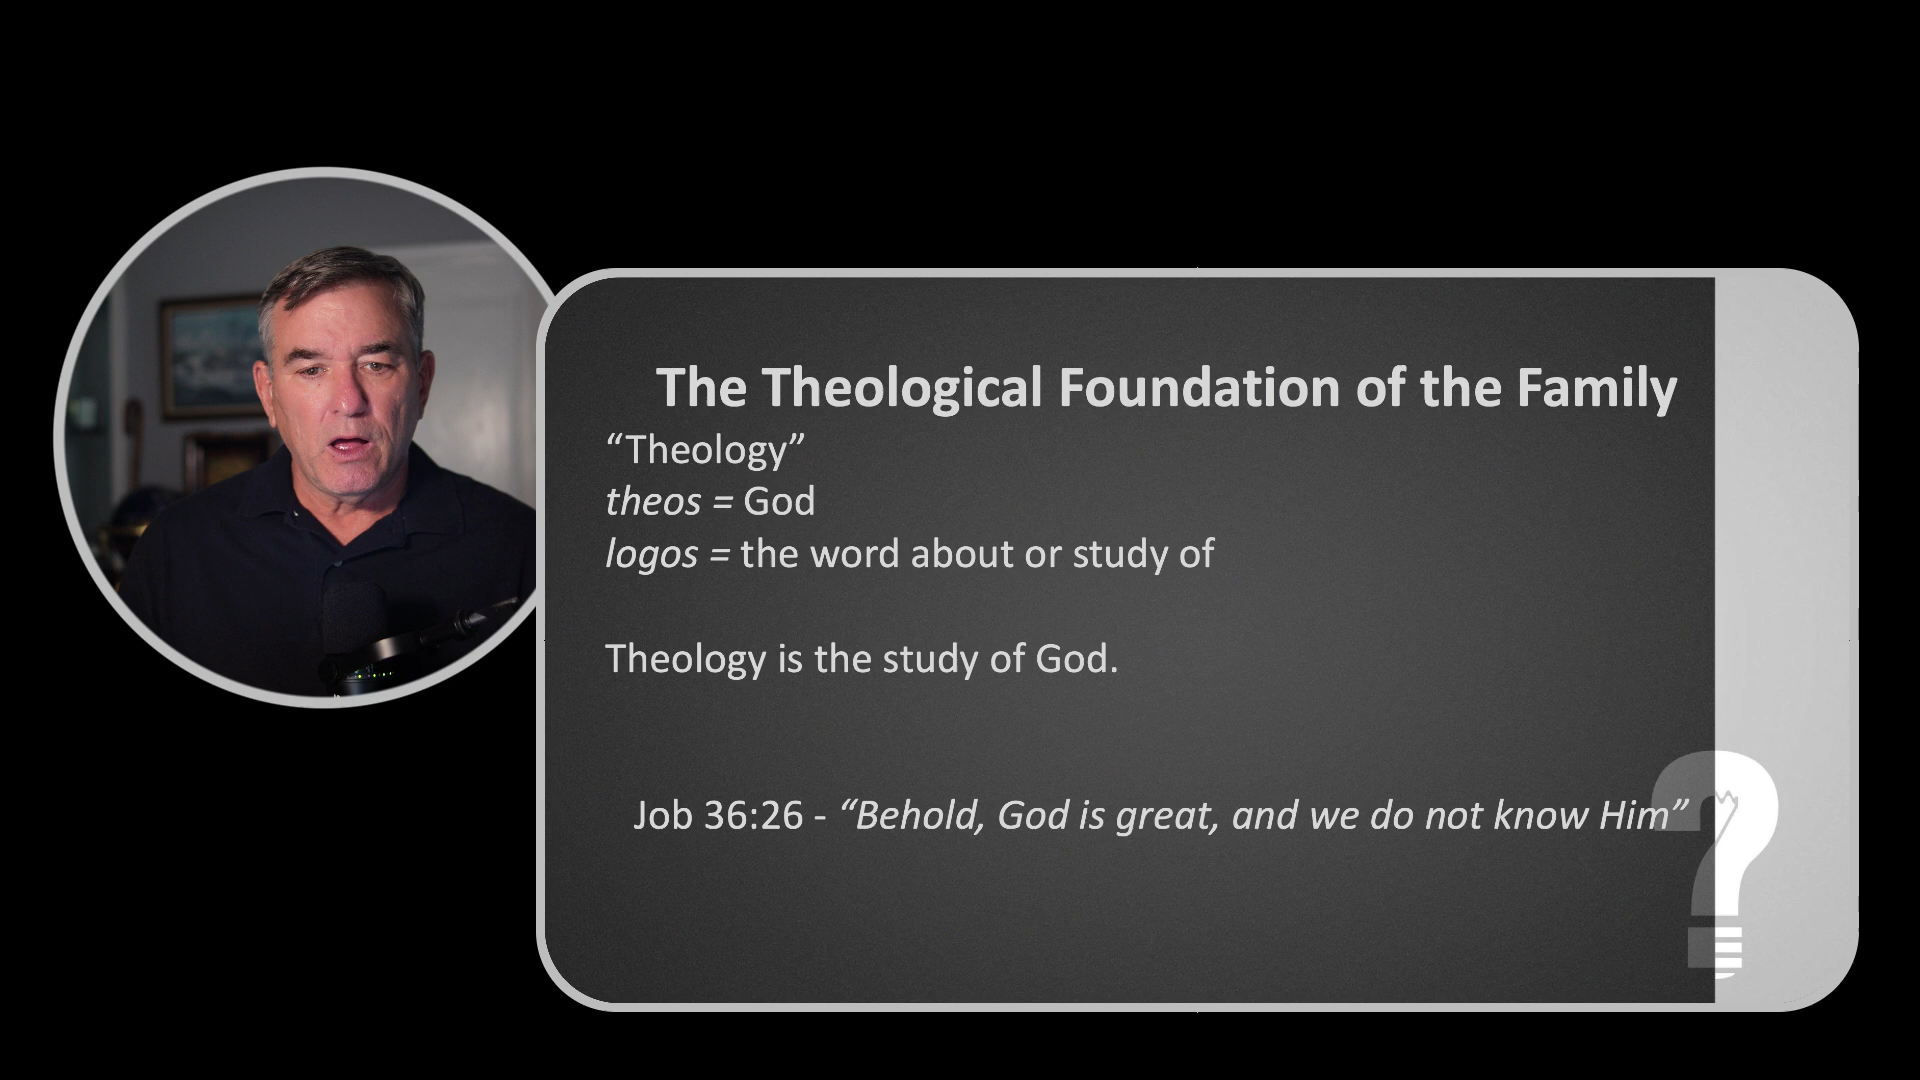 The Theological Foundation of the Family
“Theology”
theos = God
logos = the word about or study of
Theology is the study of God.
Job 36:26 - “Behold, God is great, and we do not know Him”